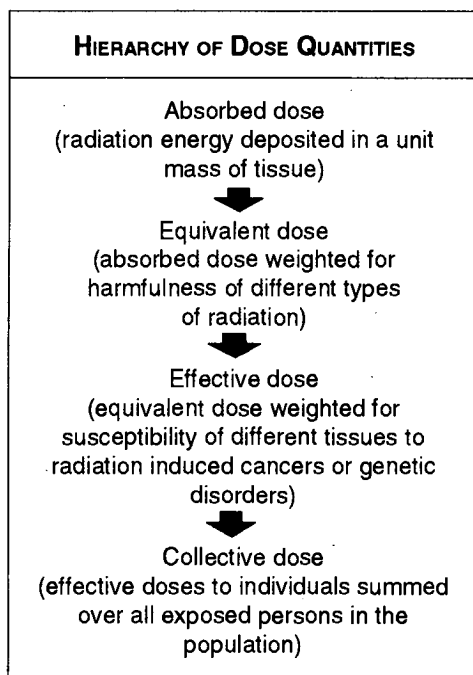 HIERARCHY OF DOSE QUANTITIES
Absorbed dose
(radiation energy deposited in a unit
mass of tissue)
Equivalent dose
(absorbed dose weighted for
harmfulness of different types
of radiation)
Effective dose
(equivalent dose weighted for
susceptibility of different tissues to
radiation induced cancers or genetic
disorders)
Collective dose
(effective doses to individuals summed
over all exposed persons in the
population)